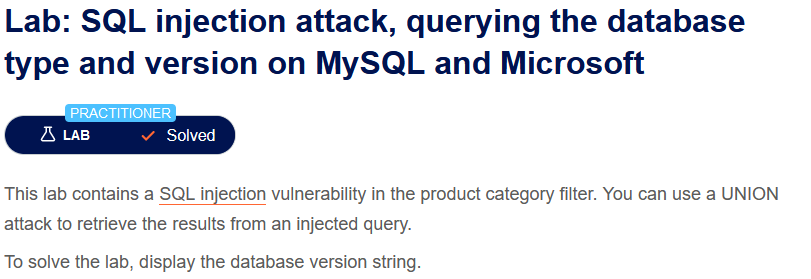 Lab: SQL injection attack, querying the database
type and version on MySQL and Microsoft
PRACTITIONER
LAB Solved
This lab contains a SQL injection vulnerability in the product category filter. You can use a UNION
attack to retrieve the results from an injected query.
To solve the lab, display the database version string.